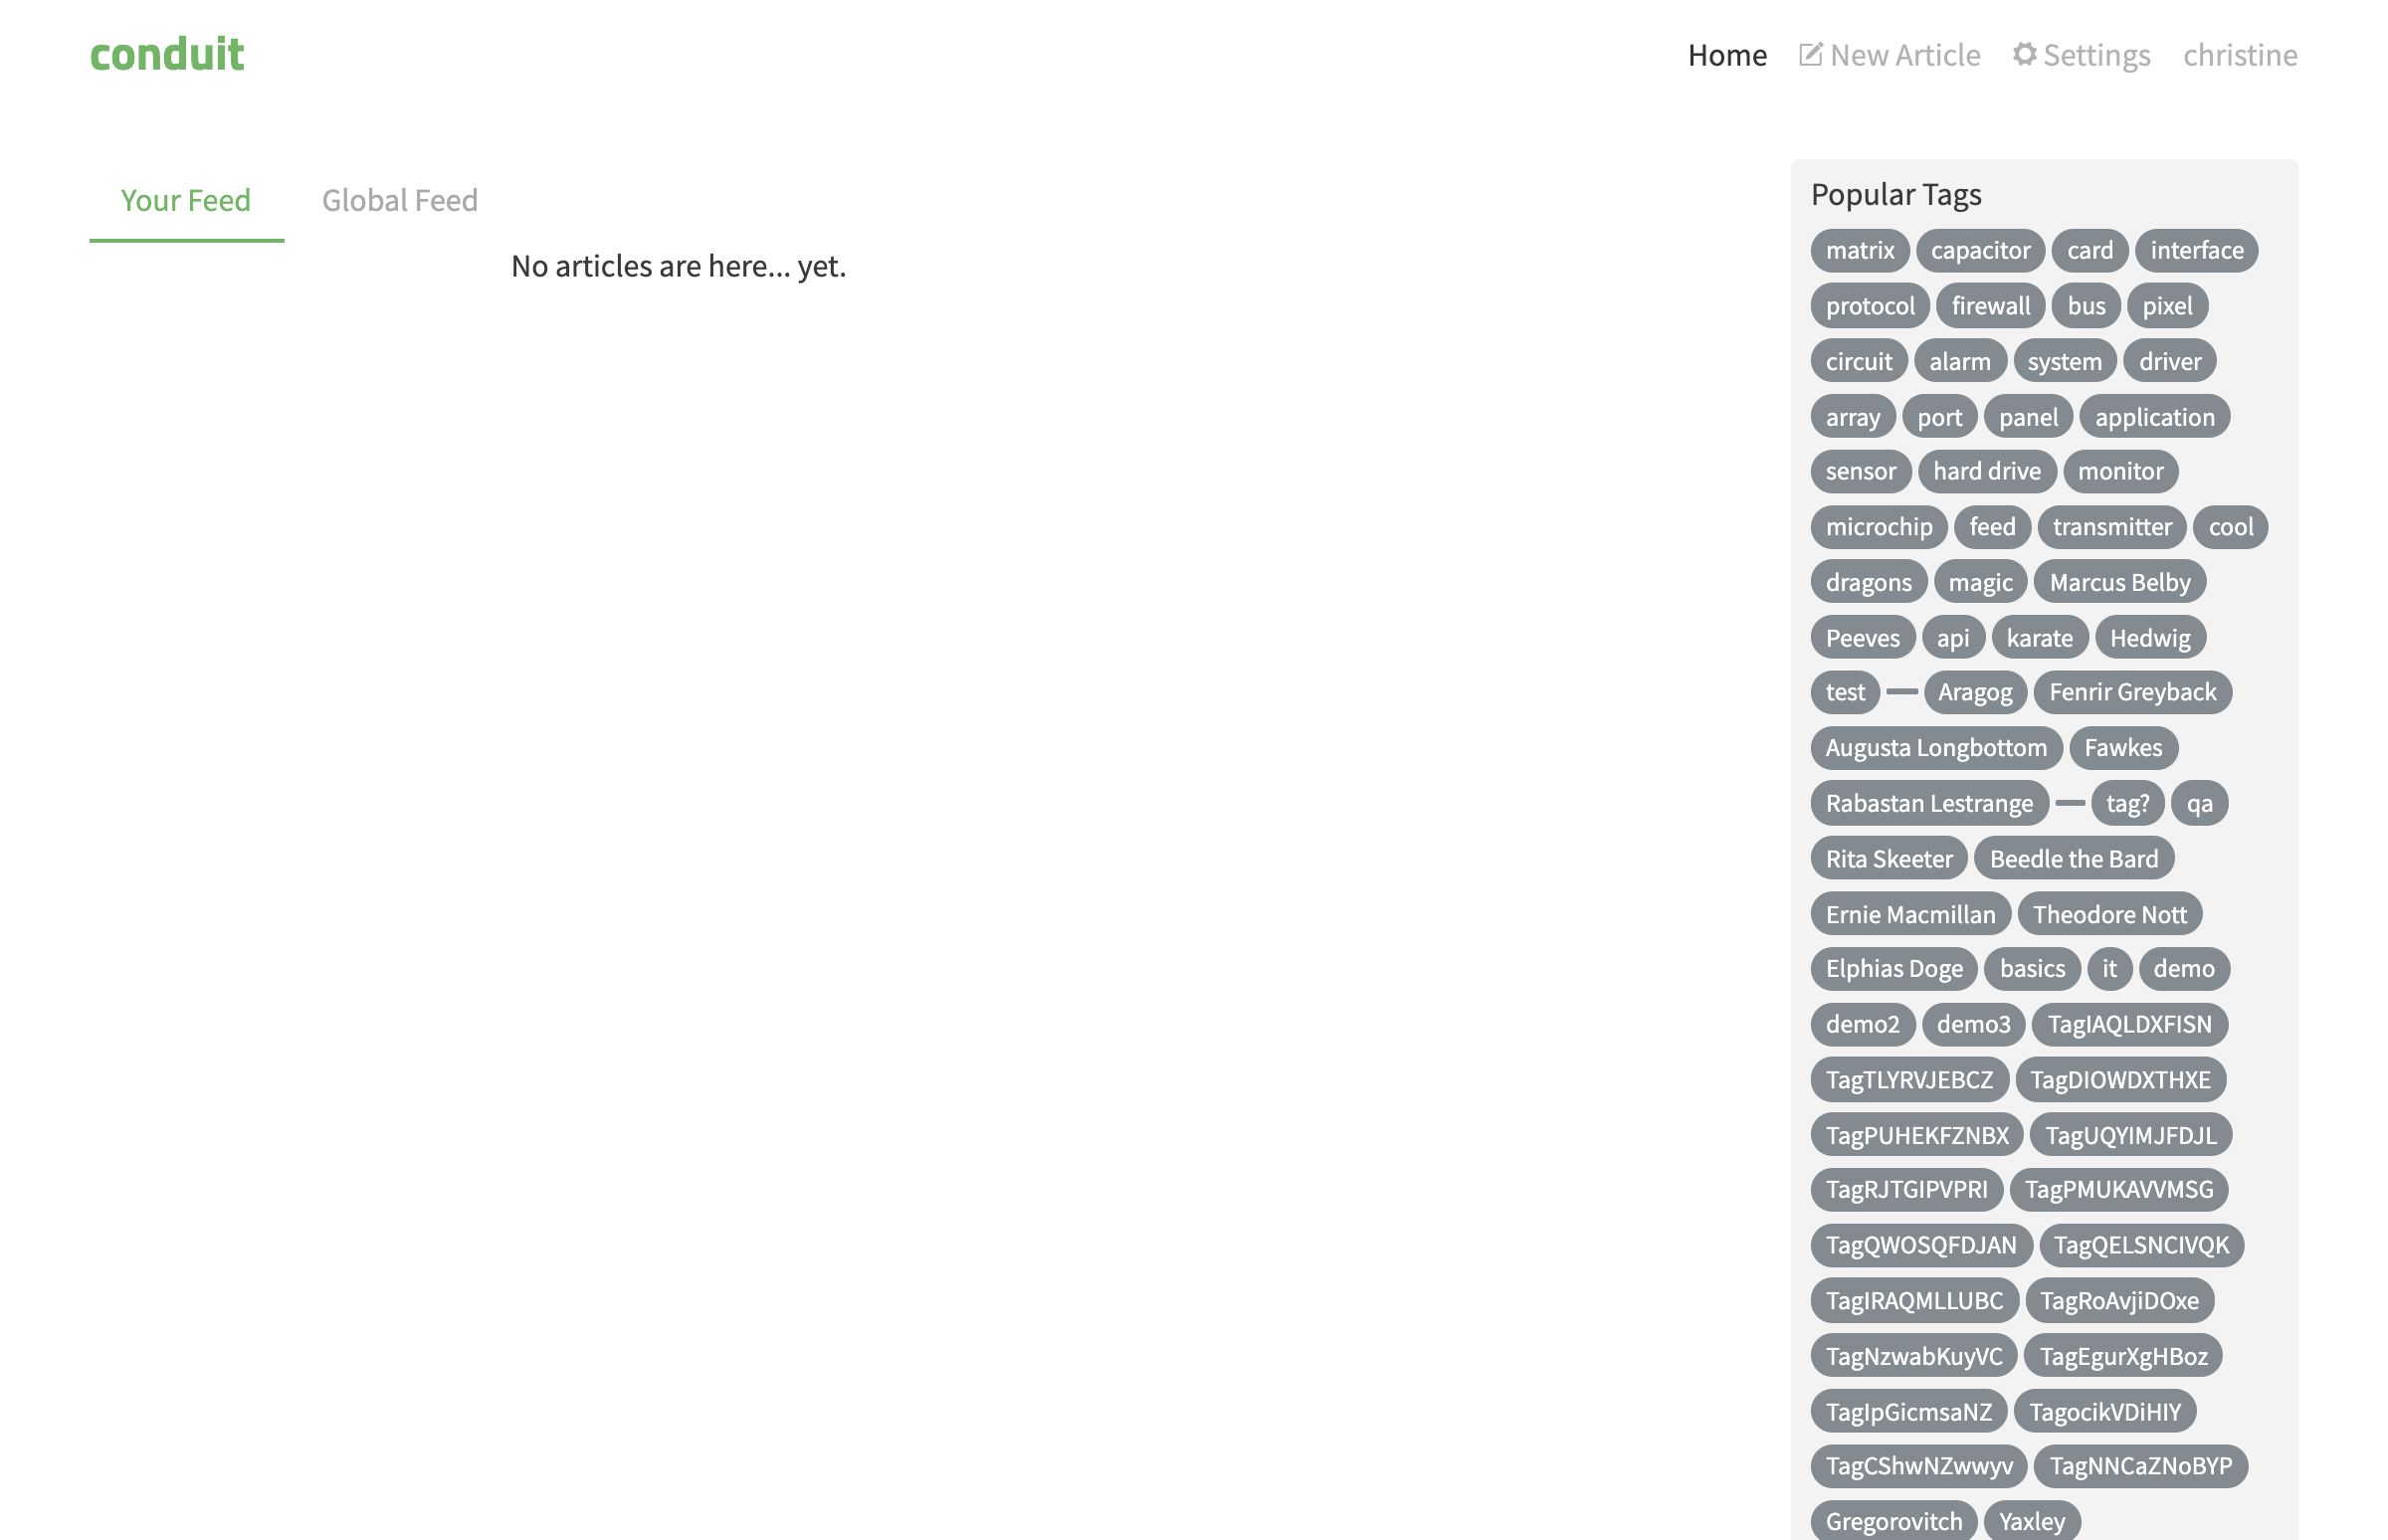 conduit
Home New Article Settings christine
Your Feed Global Feed
No articles are here... yet.
Popular Tags
matrix capacitor card interface
protocol firewall bus pixel
circuit alarm system driver
array port panel application
sensor hard drive monitor
microchip feed transmitter cool
dragons magic Marcus Belby
Peeves api karate Hedwig
test Aragog Fenrir Greyback
Augusta Longbottom Fawkes
Rabastan Lestrange tag? qa
Rita Skeeter Beedle the Bard
Ernie Macmillan Theodore Nott
Elphias Doge basics it demo
demo2 demo3 TagIAQLDXFISN
TagTLYRVJEBCZ TagDIOWDXTHXE
TagPUHEKFZNBX TagUQYIMJFDJL
TagRJTGIPVPRI TagPMUKAVVMSG
TagQWOSQFDJAN TagQELSNCIVQK
TagIRAQMLLUBC TagRoAvjiDOxe
TagNzwabKuyVC TagEgurXgHBoz
TagIpGicmsaNZ TagocikVDiHIY
TagCShwNZwwyv TagNNCaZNoBYP
Gregorovitch Yaxley